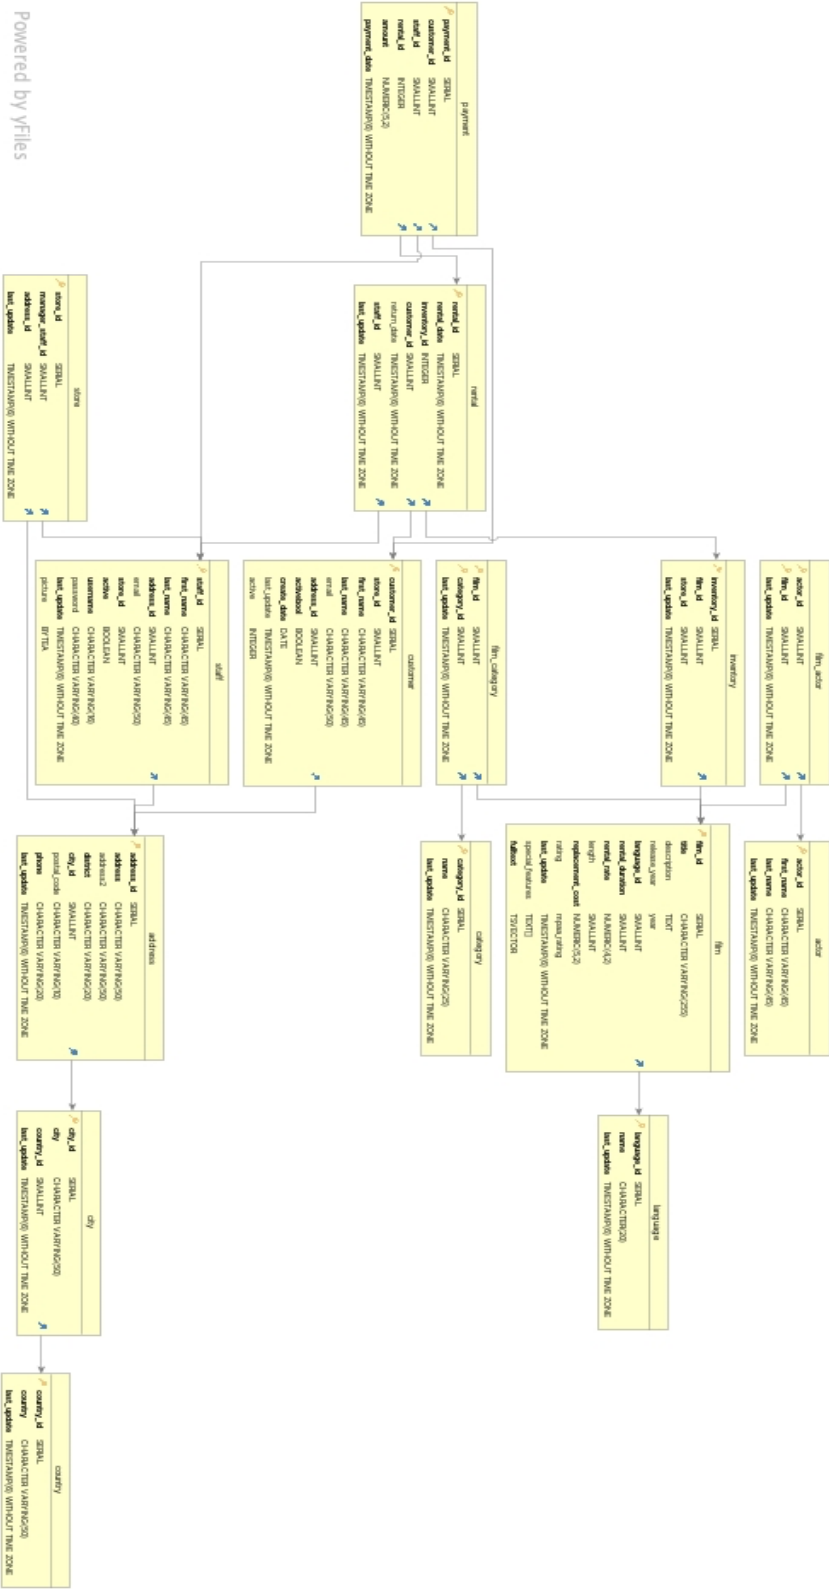 payment
payment_id SERIAL
customer_id SMALLINT
staff_id SMALLINT
rental_id INTEGER
amount NUMERIC(5,2)
payment_date TIMESTAMP(6) WITHOUT TIME ZONE
rental
rental_id SERIAL
rental_date TIMESTAMP(6) WITHOUT TIME ZONE
inventory_id INTEGER
customer_id SMALLINT
return_date TIMESTAMP(6) WITHOUT TIME ZONE
staff_id SMALLINT
last_update TIMESTAMP(6) WITHOUT TIME ZONE
store
store_id SERIAL
manager_staff_id SMALLINT
address_id SMALLINT
last_update TIMESTAMP(6) WITHOUT TIME ZONE
film_actor
actor_id SMALLINT
film_id SMALLINT
last_update TIMESTAMP(6) WITHOUT TIME ZONE
inventory
inventory_id SERIAL
film_id SMALLINT
store_id SMALLINT
last_update TIMESTAMP(6) WITHOUT TIME ZONE
film_category
film_id SMALLINT
category_id SMALLINT
last_update TIMESTAMP(6) WITHOUT TIME ZONE
customer
customer_id SERIAL
store_id SMALLINT
first_name CHARACTER VARYING(45)
last_name CHARACTER VARYING(45)
email CHARACTER VARYING(50)
address_id SMALLINT
activebool BOOLEAN
create_date DATE
last_update TIMESTAMP(6) WITHOUT TIME ZONE
active INTEGER
staff
staff_id SERIAL
first_name CHARACTER VARYING(45)
last_name CHARACTER VARYING(45)
address_id SMALLINT
email CHARACTER VARYING(50)
store_id SMALLINT
active BOOLEAN
username CHARACTER VARYING(16)
password CHARACTER VARYING(40)
last_update TIMESTAMP(6) WITHOUT TIME ZONE
picture BYTEA
actor
actor_id SERIAL
first_name CHARACTER VARYING(45)
last_name CHARACTER VARYING(45)
last_update TIMESTAMP(6) WITHOUT TIME ZONE
film
film_id SERIAL
title CHARACTER VARYING(255)
description TEXT
release_year year
language_id SMALLINT
rental_duration SMALLINT
rental_rate NUMERIC(4,2)
length SMALLINT
replacement_cost NUMERIC(5,2)
rating mpaa_rating
last_update TIMESTAMP(6) WITHOUT TIME ZONE
special_features TEXT[]
fulltext TSVECTOR
category
category_id SERIAL
name CHARACTER VARYING(25)
last_update TIMESTAMP(6) WITHOUT TIME ZONE
address
address_id SERIAL
address CHARACTER VARYING(50)
address2 CHARACTER VARYING(50)
district CHARACTER VARYING(20)
city_id SMALLINT
postal_code CHARACTER VARYING(10)
phone CHARACTER VARYING(20)
last_update TIMESTAMP(6) WITHOUT TIME ZONE
language
language_id SERIAL
name CHARACTER(20)
last_update TIMESTAMP(6) WITHOUT TIME ZONE
city
city_id SERIAL
city CHARACTER VARYING(50)
country_id SMALLINT
last_update TIMESTAMP(6) WITHOUT TIME ZONE
country
country_id SERIAL
country CHARACTER VARYING(50)
last_update TIMESTAMP(6) WITHOUT TIME ZONE
Powered by yFiles